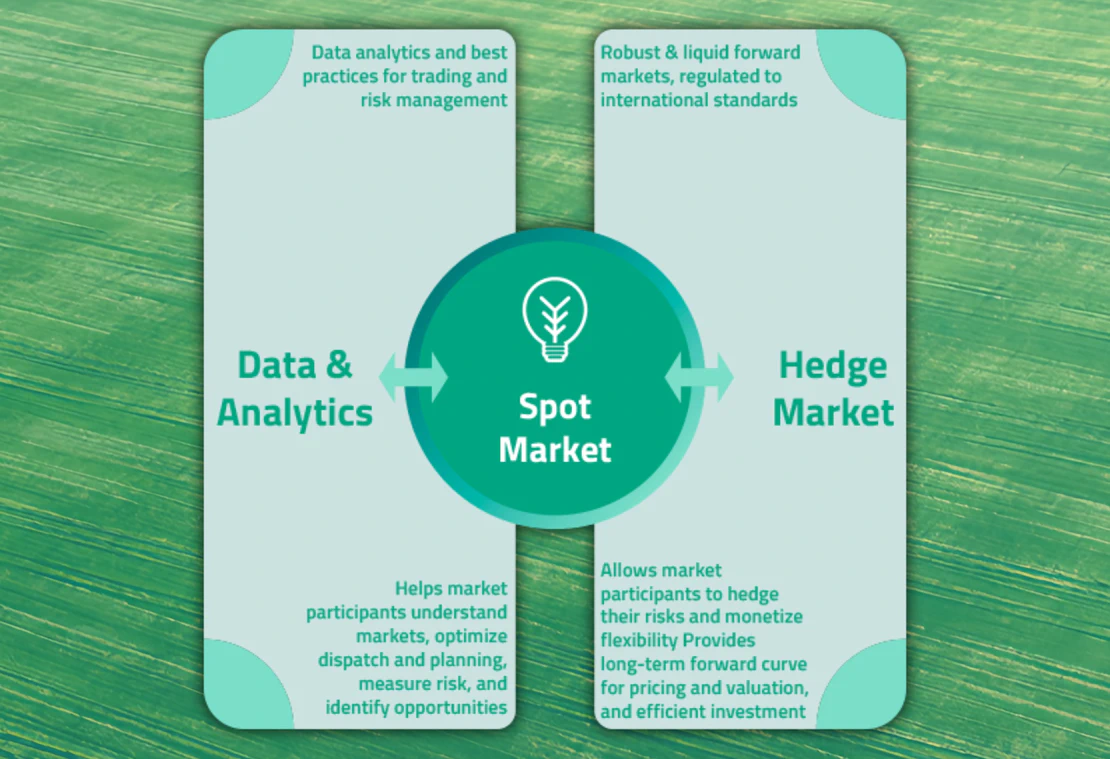 Data analytics and best
practices for trading and
risk management
Data &
Analytics
Helps market
participants understand
markets, optimize
dispatch and planning,
measure risk, and
identify opportunities
Spot
Market
Robust & liquid forward
markets, regulated to
international standards
Hedge
Market
Allows market
participants to hedge
their risks and monetize
flexibility Provides
long-term forward curve
for pricing and valuation,
and efficient investment